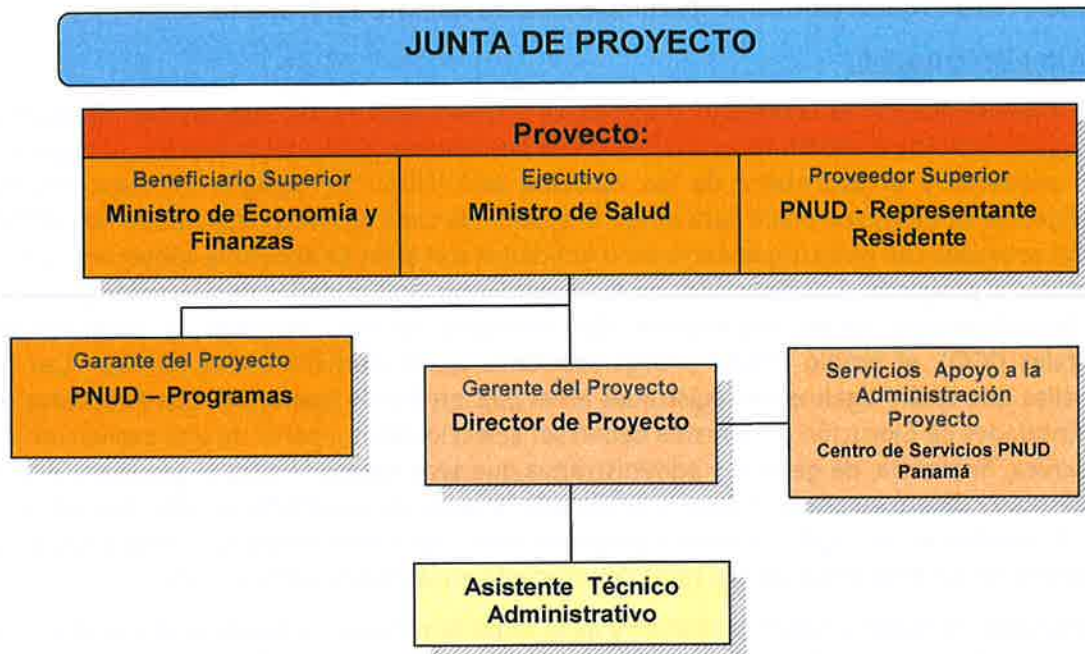 JUNTA DE PROYECTO
Provecto:
Beneficiario Superior
Ministro de Economía y
Finanzas
Ejecutivo
Ministro de Salud
Proveedor Superior
PNUD - Representante
Residente
Garante del Proyecto
PNUD – Programas
Gerente del Proyecto
Director de Proyecto
Servicios Apoyo a la
Administración
Proyecto
Centro de Servicios PNUD
Panamá
Asistente Técnico
Administrativo